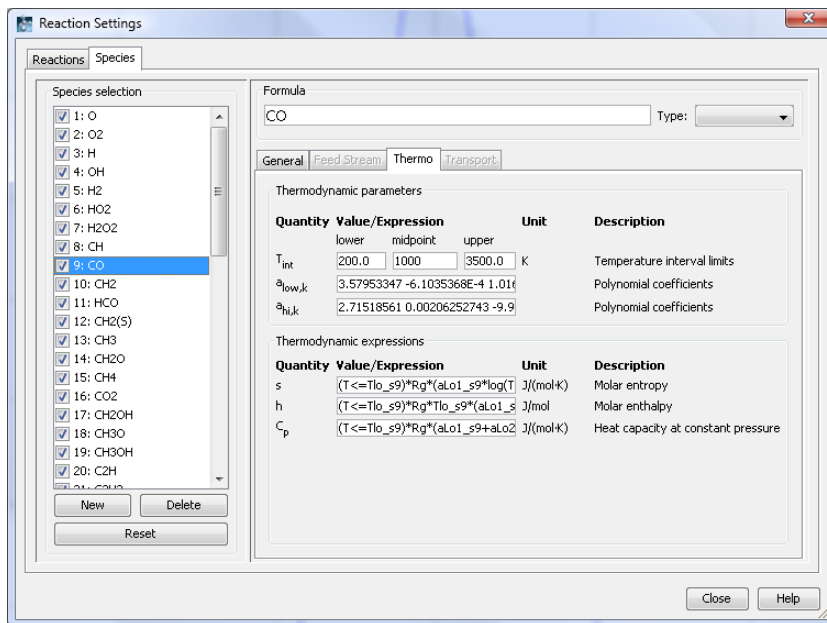 Reaction Settings
Reactions Species
Species selection
1: O
2: O2
3: H
4: OH
5: H2
6: HO2
7: H2O2
8: CH
9: CO
10: CH2
11: HCO
12: CH2(S)
13: CH3
14: CH2O
15: CH4
16: CO2
17: CH2OH
18: CH3O
19: CH3OH
20: C2H
New Delete
Reset
Formula
CO Type:
General Feed Stream Thermo Transport
Thermodynamic parameters
Quantity Value/Expression Unit Description
lower midpoint upper
Tint 200.0 1000 3500.0 K Temperature interval limits
alow,k 3.57953347 -6.1035368E-4 1.016 Polynomial coefficients
ahi,k 2.71518561 0.00206252743 -9.9 Polynomial coefficients
Thermodynamic expressions
Quantity Value/Expression Unit Description
s (T<=Tlo_s9)*Rg*(aLo1_s9*log(T J/(mol·K) Molar entropy
h (T<=Tlo_s9)*Rg*Tlo_s9*(aLo1_s J/mol Molar enthalpy
Cp (T<=Tlo_s9)*Rg*(aLo1_s9+aLo2 J/(mol·K) Heat capacity at constant pressure
Close Help